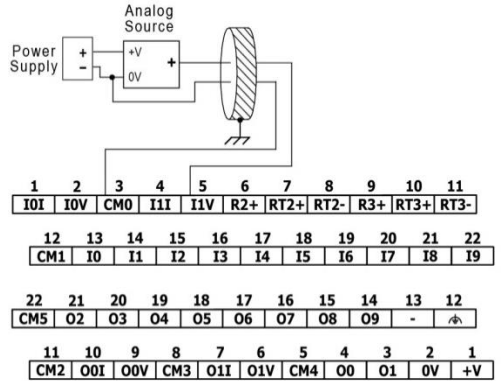 Analog
Source
Power
Supply
+
−
+V
0V
+
1 2 3 4 5 6 7 8 9 10 11
I0I I0V CM0 I1I I1V R2+ RT2+ RT2- R3+ RT3+ RT3-
12 13 14 15 16 17 18 19 20 21 22
CM1 I0 I1 I2 I3 I4 I5 I6 I7 I8 I9
22 21 20 19 18 17 16 15 14 13 12
CM5 O2 O3 O4 O5 O6 O7 O8 O9 -
11 10 9 8 7 6 5 4 3 2 1
CM2 O0I O0V CM3 O1I O1V CM4 O0 O1 0V +V